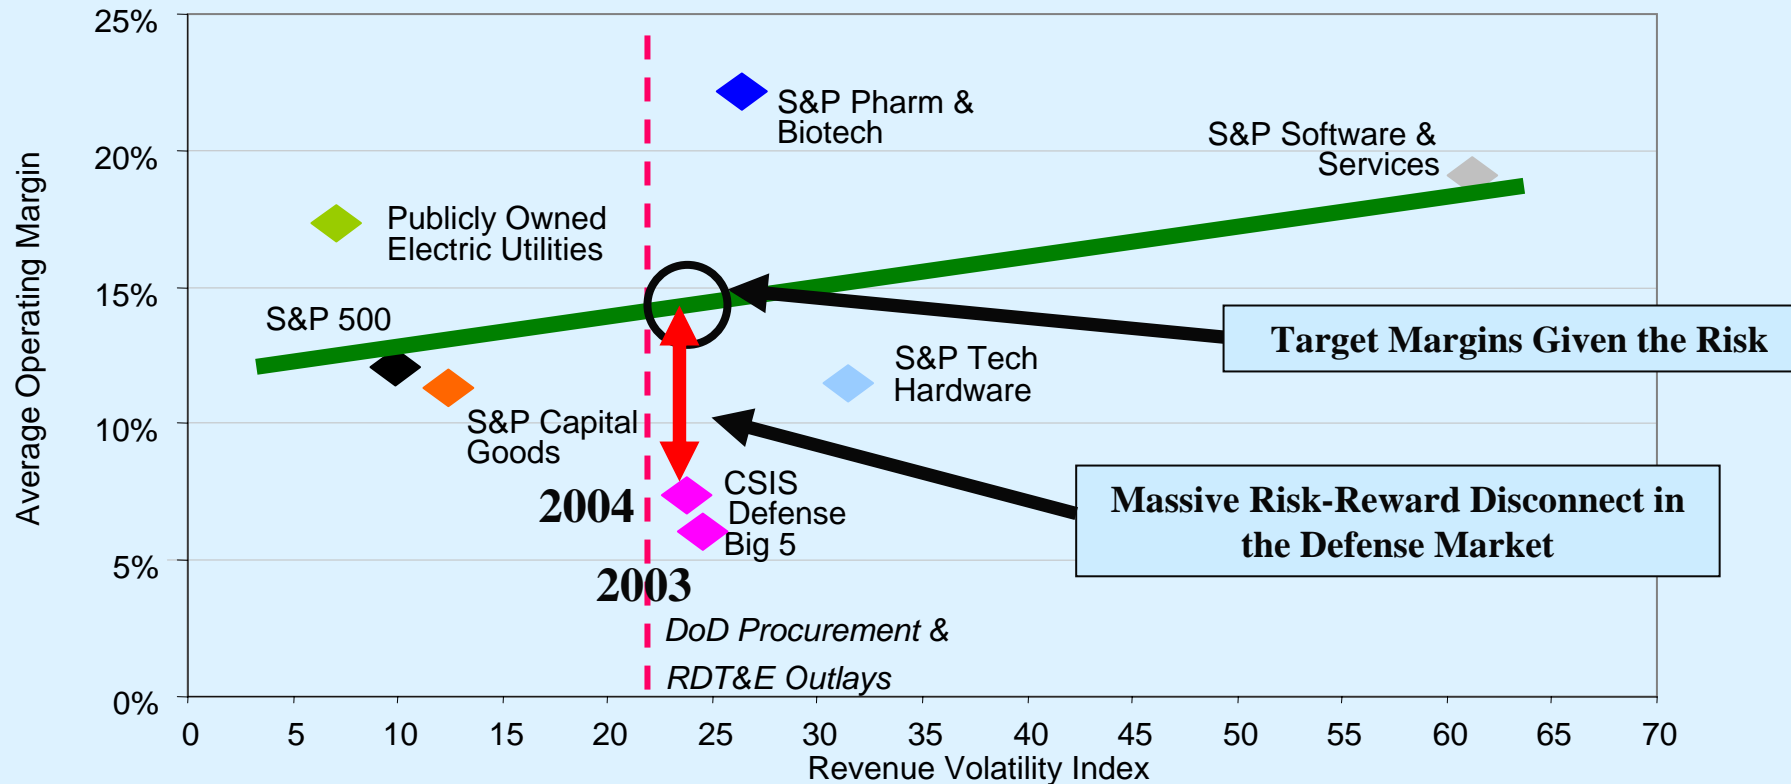 25%
20%
15%
10%
5%
0%
Average Operating Margin
S&P Pharm &
Biotech
S&P Software &
Services
Publicly Owned
Electric Utilities
S&P 500
Target Margins Given the Risk
S&P Tech
Hardware
S&P Capital
Goods
2004
CSIS
Defense
Big 5
Massive Risk-Reward Disconnect in
the Defense Market
2003
DoD Procurement &
RDT&E Outlays
0 5 10 15 20 25 30 35 40 45 50 55 60 65 70
Revenue Volatility Index